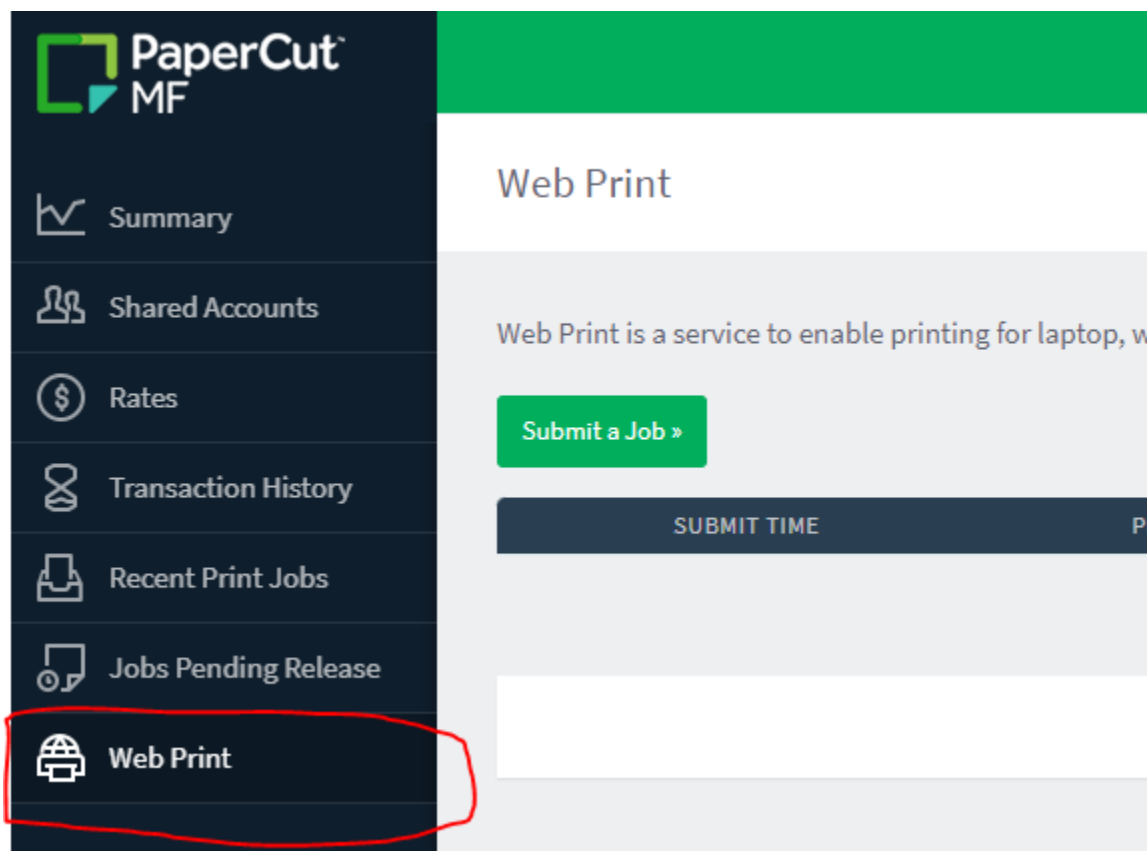 PaperCut™
MF
Summary
Shared Accounts
Rates
Transaction History
Recent Print Jobs
Jobs Pending Release
Web Print
Web Print
Web Print is a service to enable printing for laptop,
Submit a Job »
SUBMIT TIME